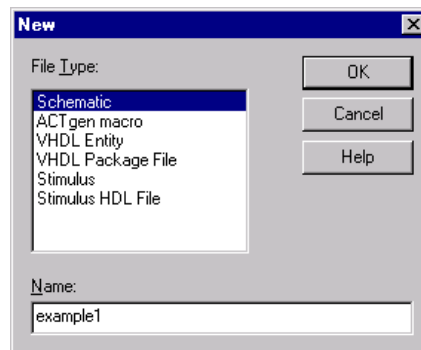 New
File Type:
OK
Schematic
ACTgen macro
VHDL Entity
VHDL Package File
Stimulus
Stimulus HDL File
Cancel
Help
Name:
example1